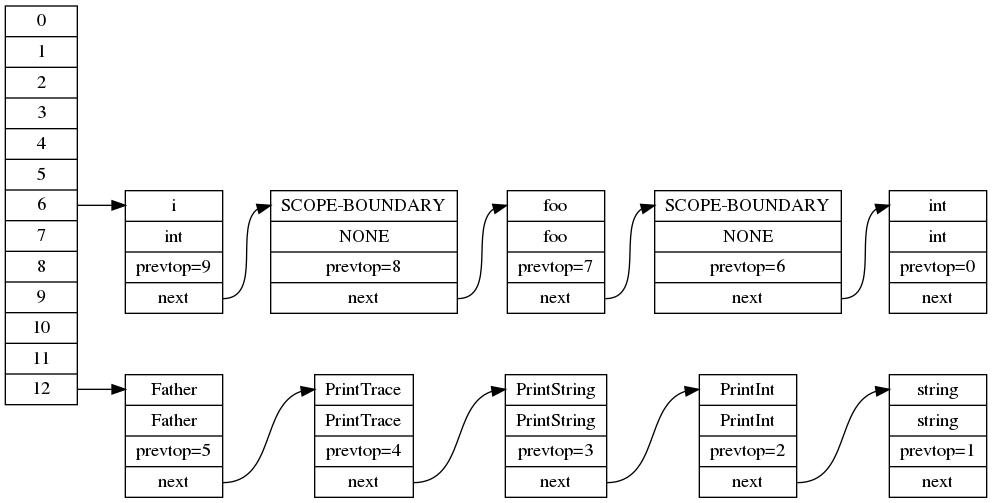 0
1
2
3
4
5
6
7
8
9
10
11
12
i
int
prevtop=9
next
SCOPE-BOUNDARY
NONE
prevtop=8
next
foo
foo
prevtop=7
next
SCOPE-BOUNDARY
NONE
prevtop=6
next
int
int
prevtop=0
next
Father
Father
prevtop=5
next
PrintTrace
PrintTrace
prevtop=4
next
PrintString
PrintString
prevtop=3
next
PrintInt
PrintInt
prevtop=2
next
string
string
prevtop=1
next